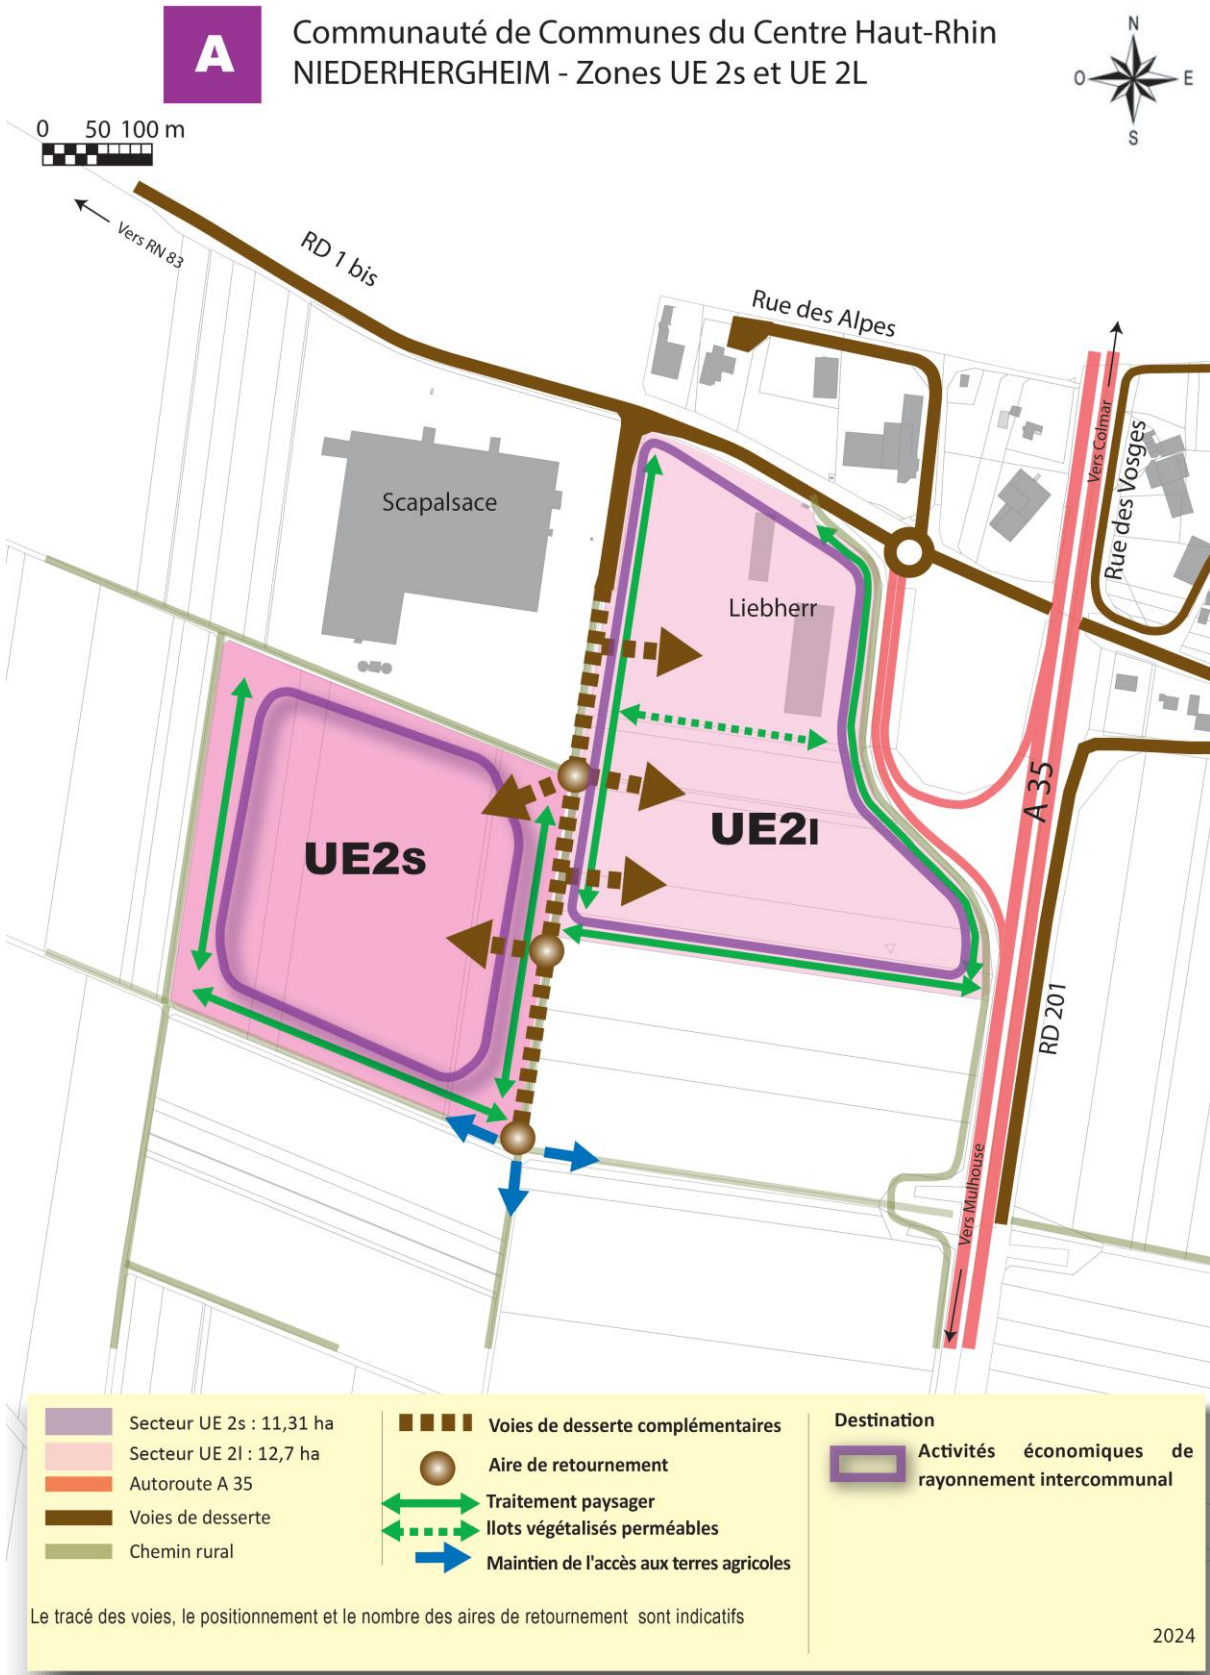 A
Communauté de Communes du Centre Haut-Rhin
NIEDERHERGHEIM - Zones UE 2s et UE 2L
N
O
E
S
0 50 100 m
Vers RN 83
RD 1 bis
Rue des Alpes
Vers Colmar
Rue des Vosges
Scapalsace
Liebherr
A 35
UE2s
UE2l
RD 201
Vers Mulhouse
Secteur UE 2s : 11,31 ha
Secteur UE 2l : 12,7 ha
Autoroute A 35
Voies de desserte
Chemin rural
Voies de desserte complémentaires
Aire de retournement
Traitement paysager
Ilots végétalisés perméables
Maintien de l'accès aux terres agricoles
Destination
Activités économiques de
rayonnement intercommunal
Le tracé des voies, le positionnement et le nombre des aires de retournement sont indicatifs
2024